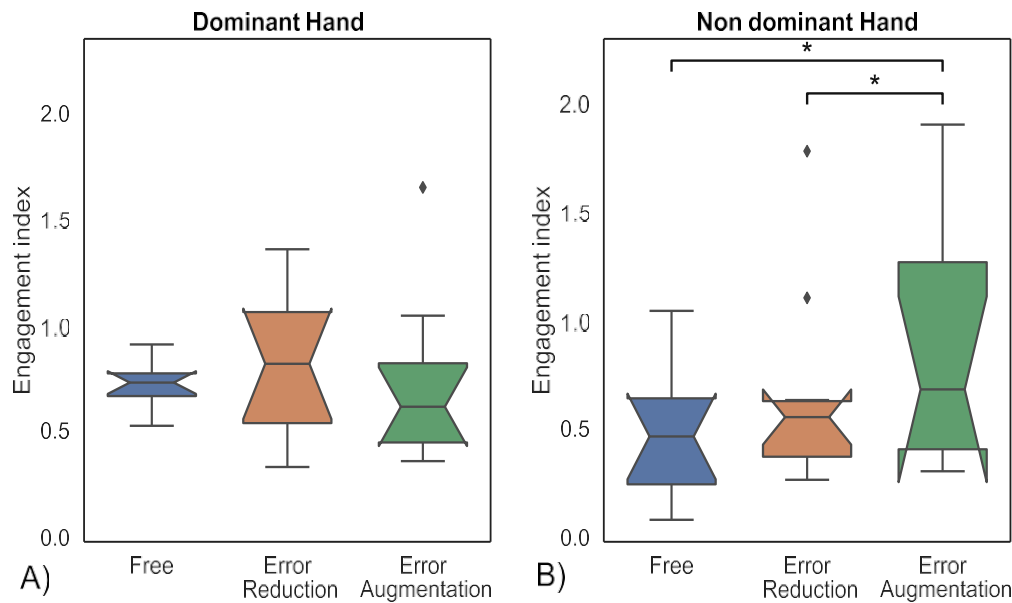 Dominant Hand
Engagement index
2.0
1.5
1.0
0.5
0.0
Free
Error
Reduction
Error
Augmentation
A)
Non dominant Hand
*
*
Engagement index
2.0
1.5
1.0
0.5
0.0
Free
Error
Reduction
Error
Augmentation
B)